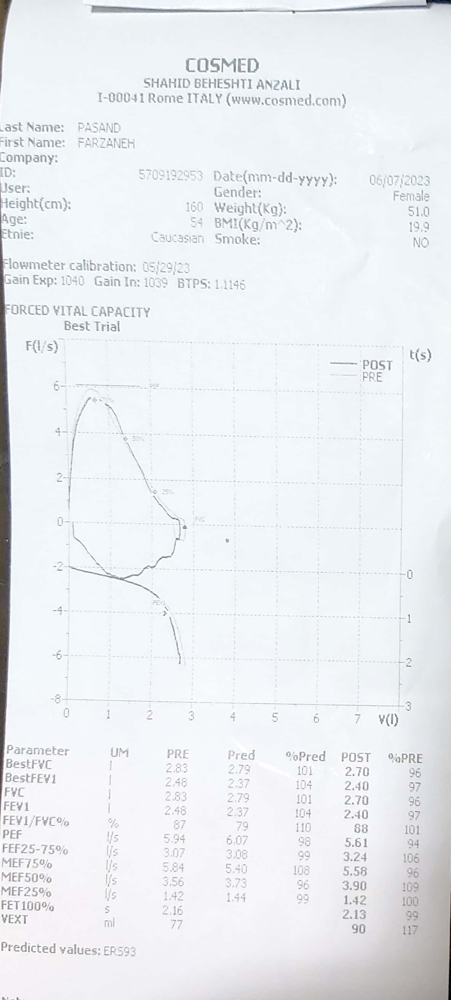 COSMED
SHAHID BEHESHTI ANZALI
I-00041 Rome ITALY (www.cosmed.com)
Last Name: PASAND
First Name: FARZANEH
Company:
ID: 5709192953 Date(mm-dd-yyyy): 06/07/2023
User: Gender: Female
Height(cm): 160 Weight(Kg): 51.0
Age: 54 BMI(Kg/m^2): 19.9
Etnie: Caucasian Smoke: NO
Flowmeter calibration: 05/29/23
Gain Exp: 1040 Gain In: 1039 BTPS: 1.1146
FORCED VITAL CAPACITY
Best Trial
F(l/s) t(s)
POST
PRE
6 PEF
75%
4 50%
2 25%
0 FVC
-2 0
FEV1
-4 1
-6 2
-8 3
0 1 2 3 4 5 6 7 V(l)
Parameter UM PRE Pred %Pred POST %PRE
BestFVC l 2.83 2.79 101 2.70 96
BestFEV1 l 2.48 2.37 104 2.40 97
FVC l 2.83 2.79 101 2.70 96
FEV1 l 2.48 2.37 104 2.40 97
FEV1/FVC% % 87 79 110 88 101
PEF l/s 5.94 6.07 98 5.61 94
FEF25-75% l/s 3.07 3.08 99 3.24 106
MEF75% l/s 5.84 5.40 108 5.58 96
MEF50% l/s 3.56 3.73 96 3.90 109
MEF25% l/s 1.42 1.44 99 1.42 100
FET100% s 2.16 2.13 99
VEXT ml 77 90 117
Predicted values: ERS93